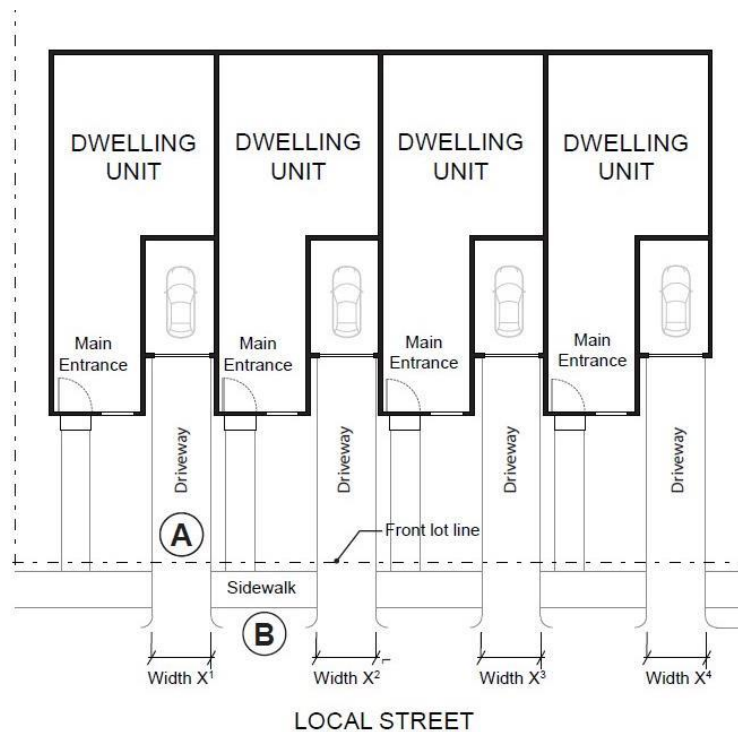 DWELLING
UNIT
DWELLING
UNIT
DWELLING
UNIT
DWELLING
UNIT
Main
Entrance
Main
Entrance
Main
Entrance
Main
Entrance
Driveway
Driveway
Driveway
Driveway
A
Front lot line
Sidewalk
B
Width X¹
Width X²
Width X³
Width X⁴
LOCAL STREET